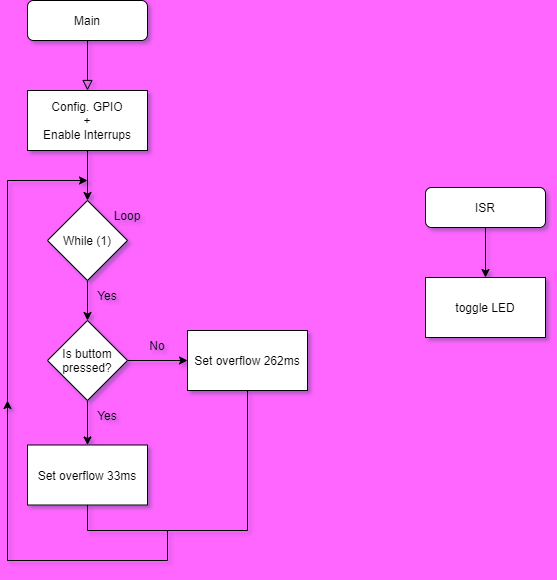 Main
Config. GPIO
+
Enable Interrups
Loop
While (1)
Yes
Is buttom
pressed?
No
Set overflow 262ms
Yes
Set overflow 33ms
ISR
toggle LED